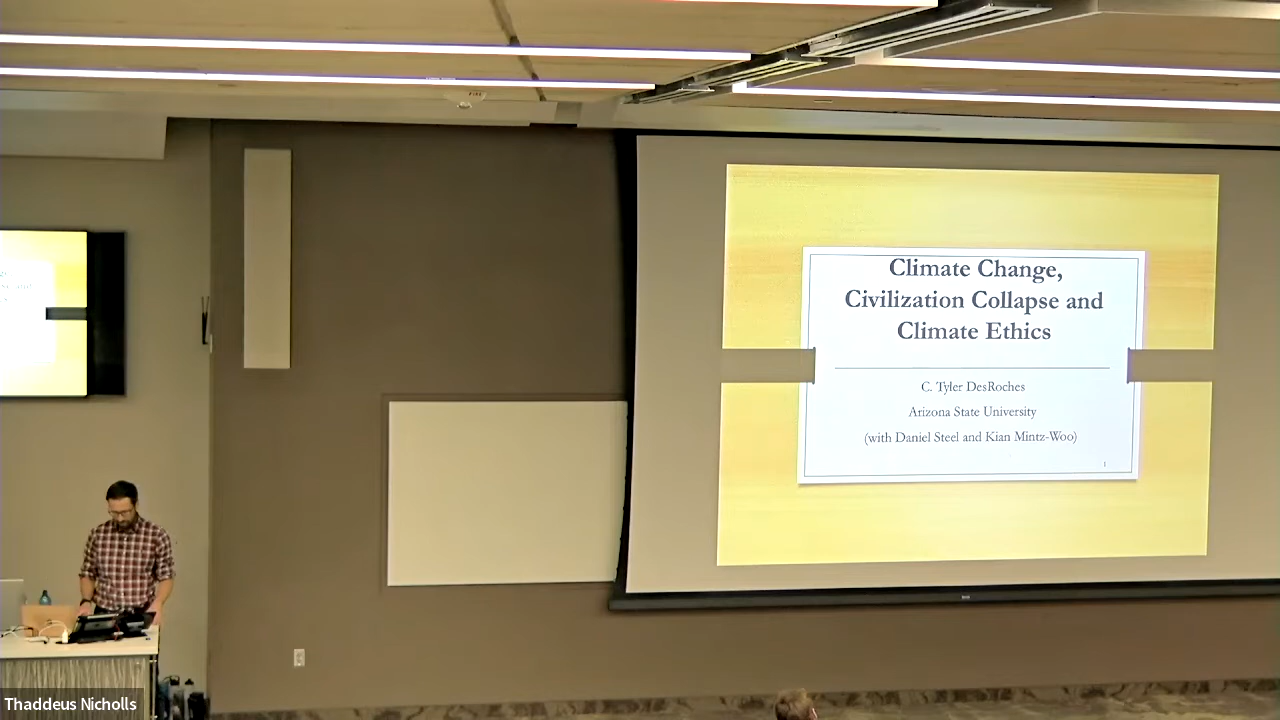 Climate Change,
Civilization Collapse and
Climate Ethics
C. Tyler DesRoches
Arizona State University
(with Daniel Steel and Kian Mintz-Woo)
1
Thaddeus Nicholls